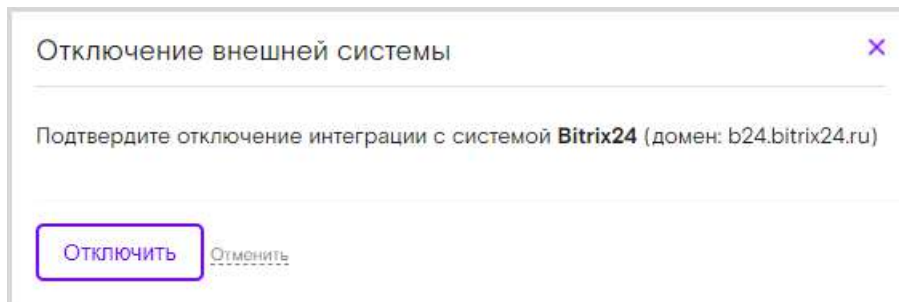 Отключение внешней системы
Подтвердите отключение интеграции с системой Bitrix24 (домен: b24.bitrix24.ru)
Отключить Отменить